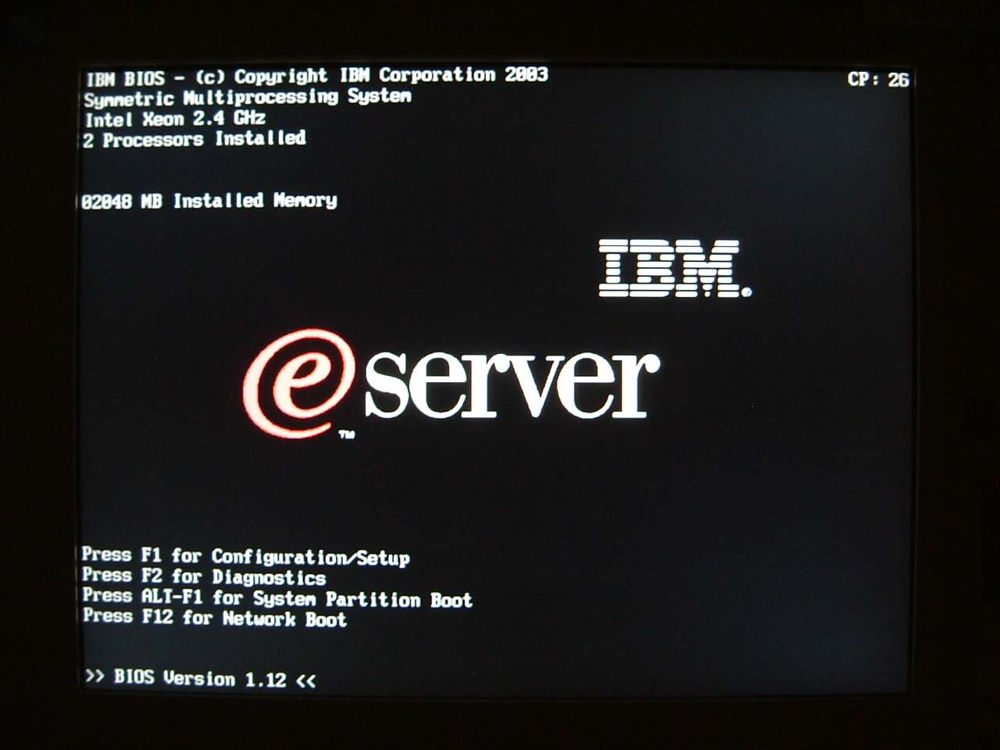 IBM BIOS - (c) Copyright IBM Corporation 2003
CP: 26
Symmetric Multiprocessing System
Intel Xeon 2.4 GHz
2 Processors Installed
02048 MB Installed Memory
IBM®
e server
™
Press F1 for Configuration/Setup
Press F2 for Diagnostics
Press ALT-F1 for System Partition Boot
Press F12 for Network Boot
>> BIOS Version 1.12 <<